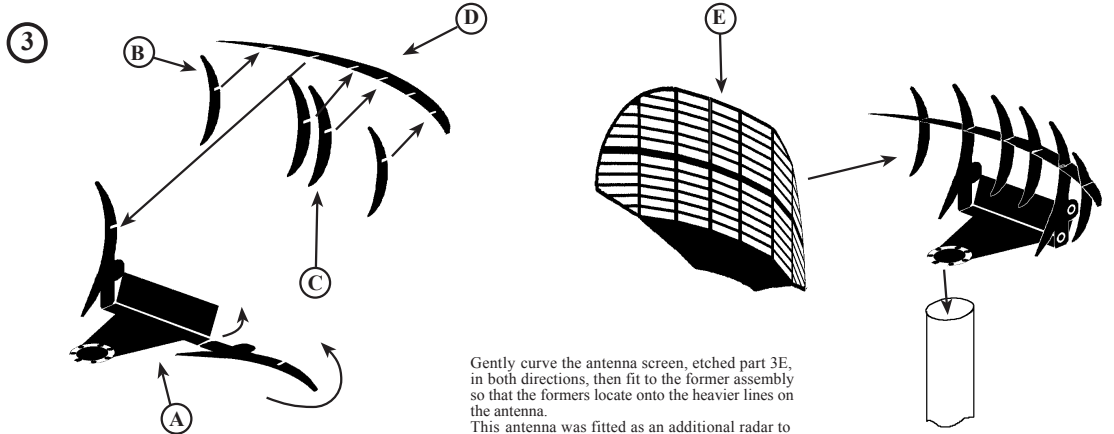 3
B
D
E
C
A
Gently curve the antenna screen, etched part 3E,
in both directions, then fit to the former assembly
so that the formers locate onto the heavier lines on
the antenna.
This antenna was fitted as an additional radar to